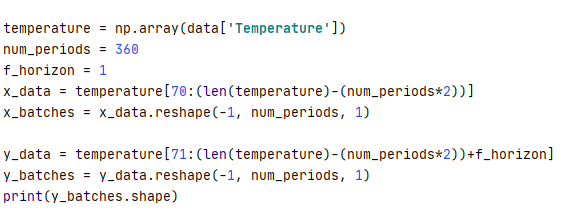 temperature = np.array(data['Temperature'])
num_periods = 360
f_horizon = 1
x_data = temperature[70:(len(temperature)-(num_periods*2))]
x_batches = x_data.reshape(-1, num_periods, 1)
y_data = temperature[71:(len(temperature)-(num_periods*2))+f_horizon]
y_batches = y_data.reshape(-1, num_periods, 1)
print(y_batches.shape)